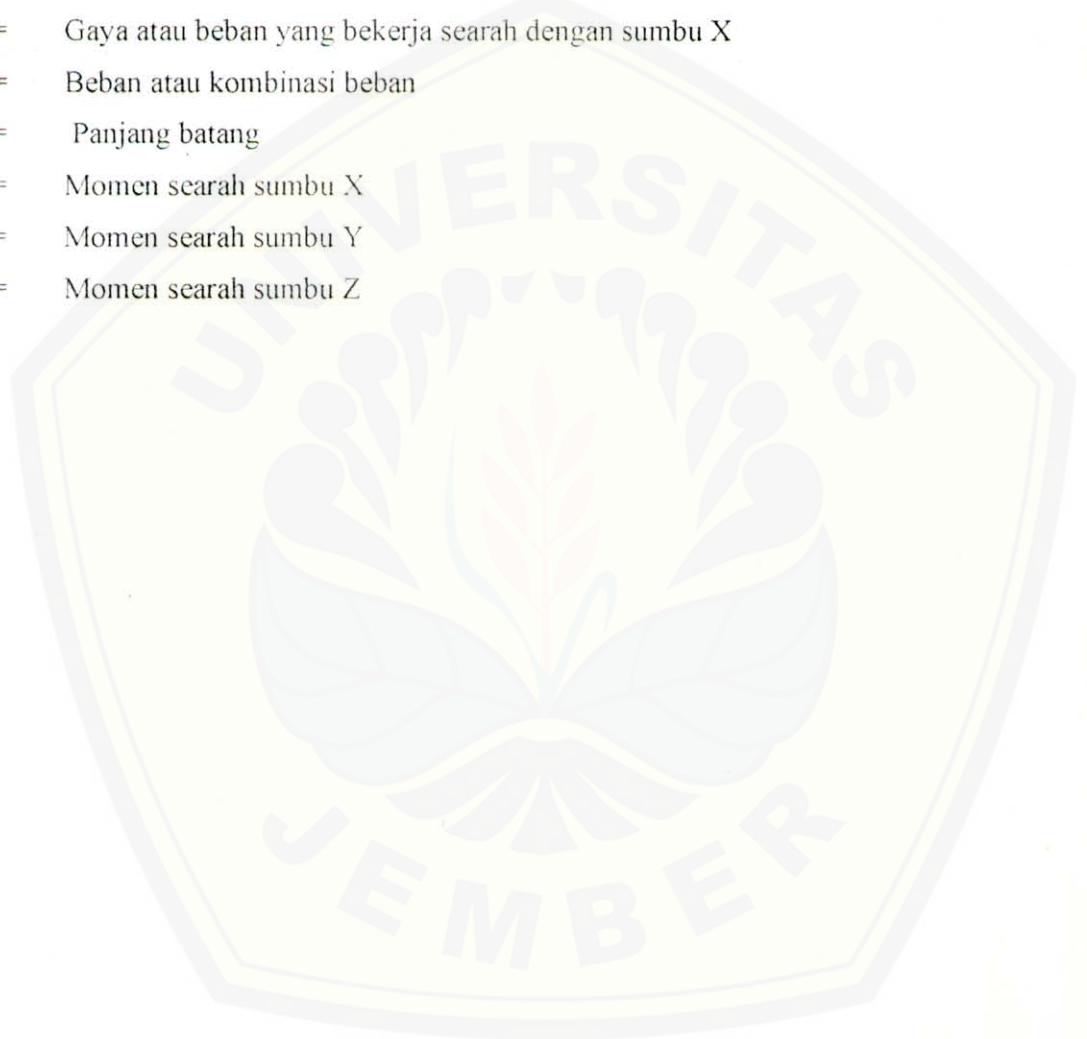 = Gaya atau beban yang bekerja searah dengan sumbu X
= Beban atau kombinasi beban
= Panjang batang
= Momen searah sumbu X
= Momen searah sumbu Y
= Momen searah sumbu Z
UNIVERSITAS
JEMBER